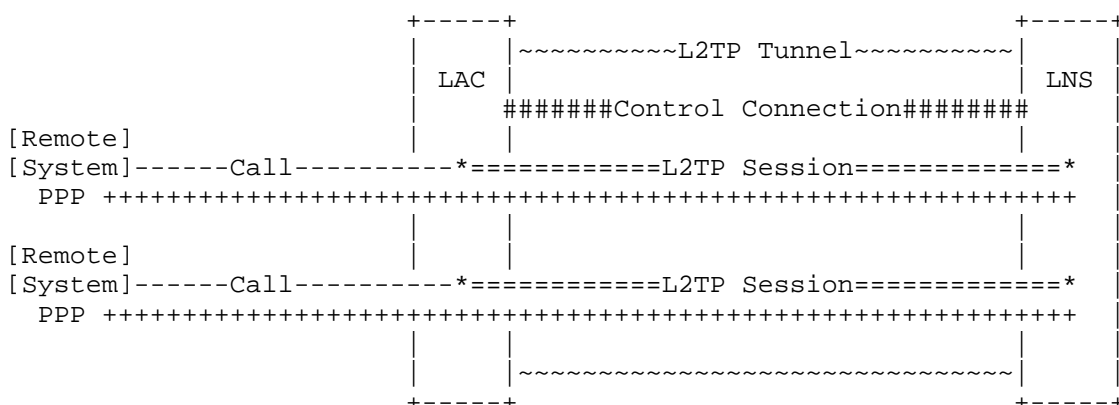 +-----+                               +-----+
                          |     |~~~~~~~~~~L2TP Tunnel~~~~~~~~~~|     |
                          | LAC |                               | LNS |
                          |     #######Control Connection########     |
[Remote]                  |     |                               |     |
[System]------Call----------*============L2TP Session=============*   |
  PPP +++++++++++++++++++++++++++++++++++++++++++++++++++++++++++++   |
                          |     |                               |     |
[Remote]                  |     |                               |     |
[System]------Call----------*============L2TP Session=============*   |
  PPP +++++++++++++++++++++++++++++++++++++++++++++++++++++++++++++   |
                          |     |                               |     |
                          |     |~~~~~~~~~~~~~~~~~~~~~~~~~~~~~~~|     |
                          +-----+                               +-----+